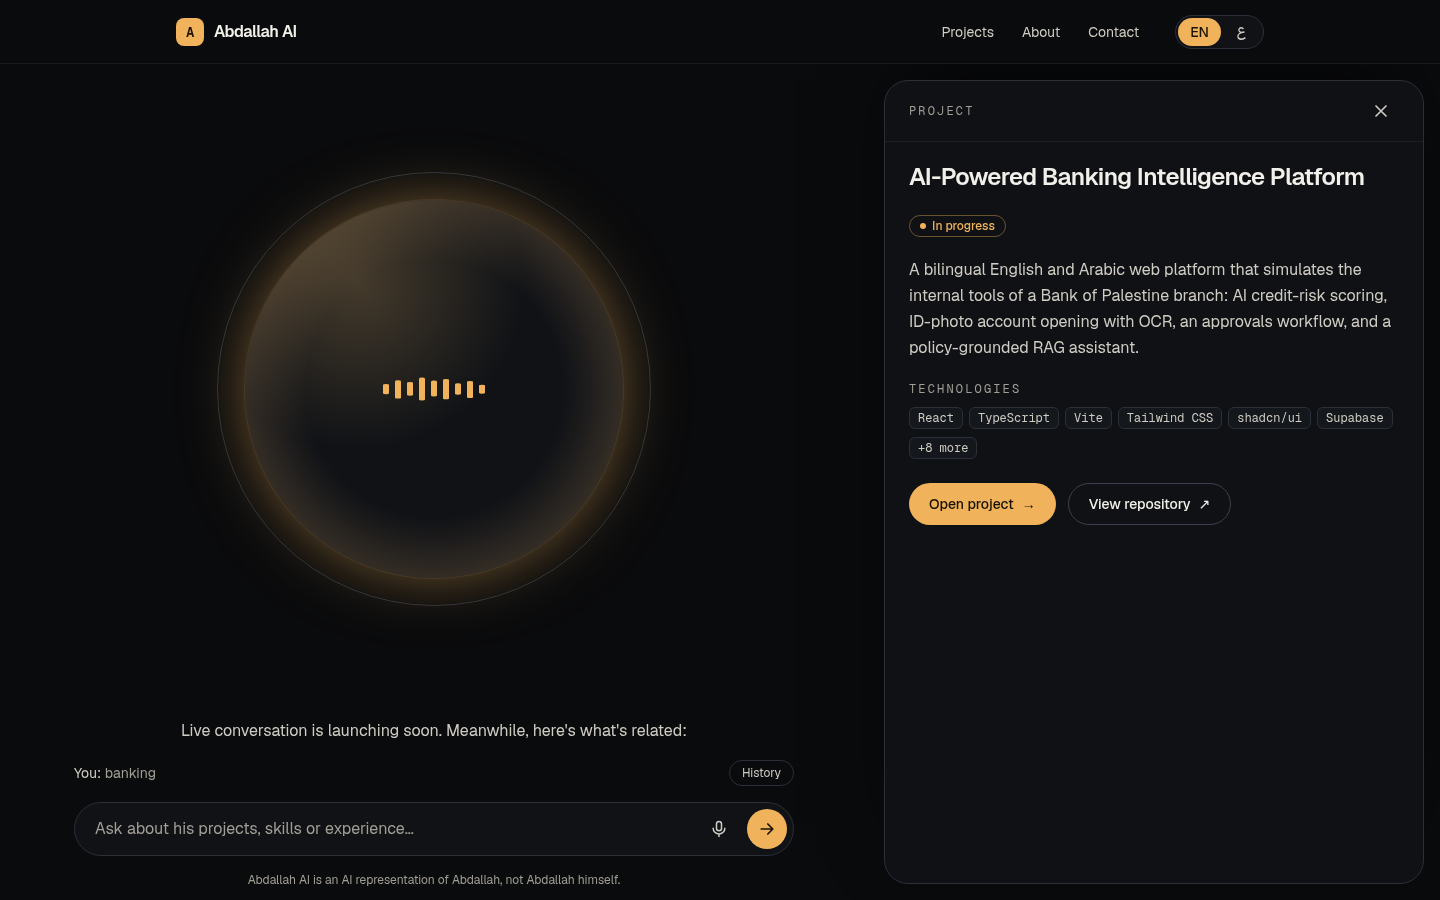 A Abdallah AI
Projects About Contact EN ع
PROJECT
AI-Powered Banking Intelligence Platform
In progress
A bilingual English and Arabic web platform that simulates the
internal tools of a Bank of Palestine branch: AI credit-risk scoring,
ID-photo account opening with OCR, an approvals workflow, and a
policy-grounded RAG assistant.
TECHNOLOGIES
React TypeScript Vite Tailwind CSS shadcn/ui Supabase
+8 more
Open project → View repository ↗
Live conversation is launching soon. Meanwhile, here's what's related:
You: banking History
Ask about his projects, skills or experience...
Abdallah AI is an AI representation of Abdallah, not Abdallah himself.